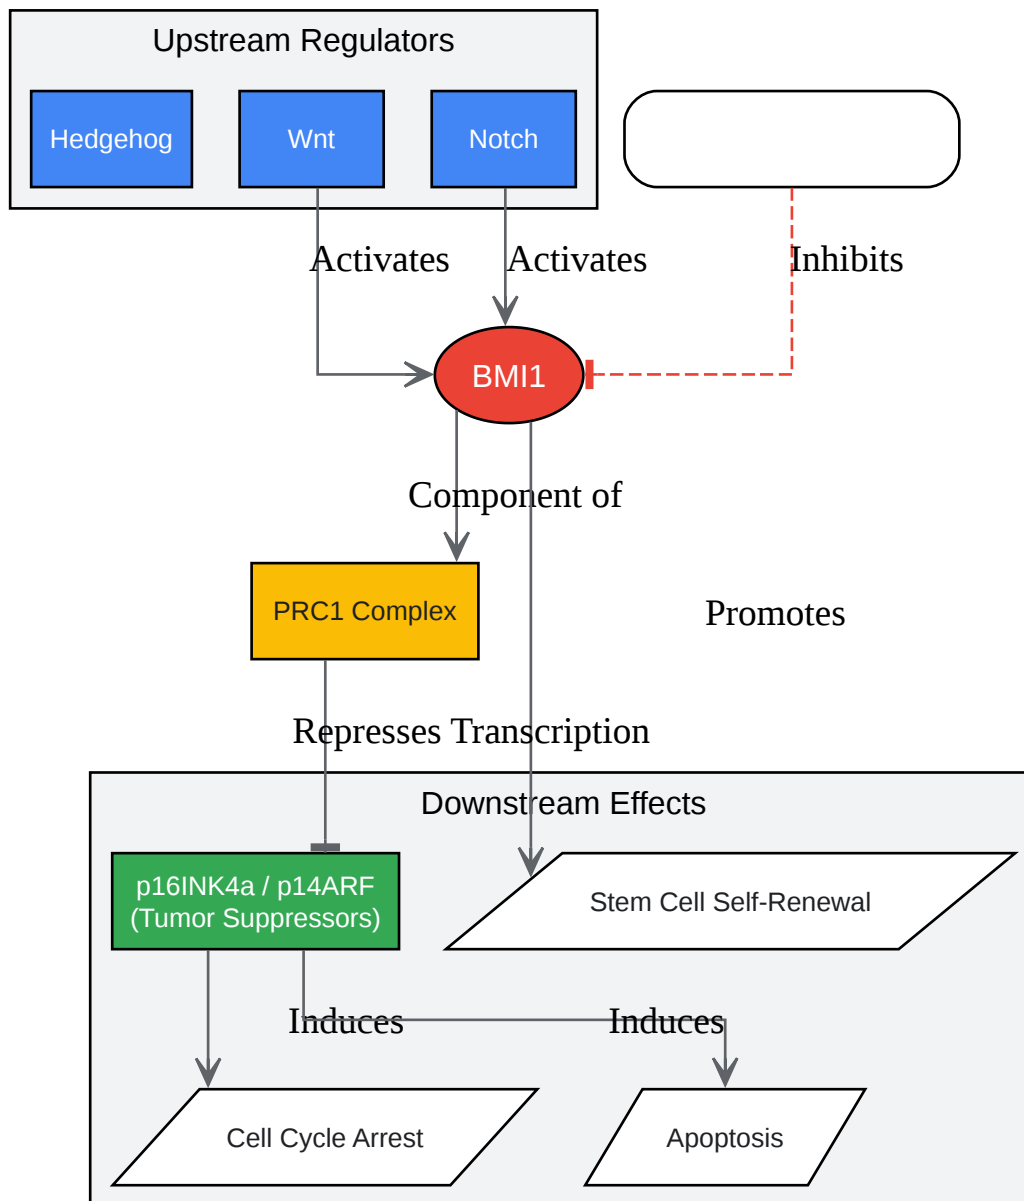 Upstream Regulators
Hedgehog
Wnt
Notch
Activates
Activates
Inhibits
BMI1
Component of
PRC1 Complex
Promotes
Represses Transcription
Downstream Effects
p16INK4a / p14ARF
(Tumor Suppressors)
Stem Cell Self-Renewal
Induces
Induces
Cell Cycle Arrest
Apoptosis